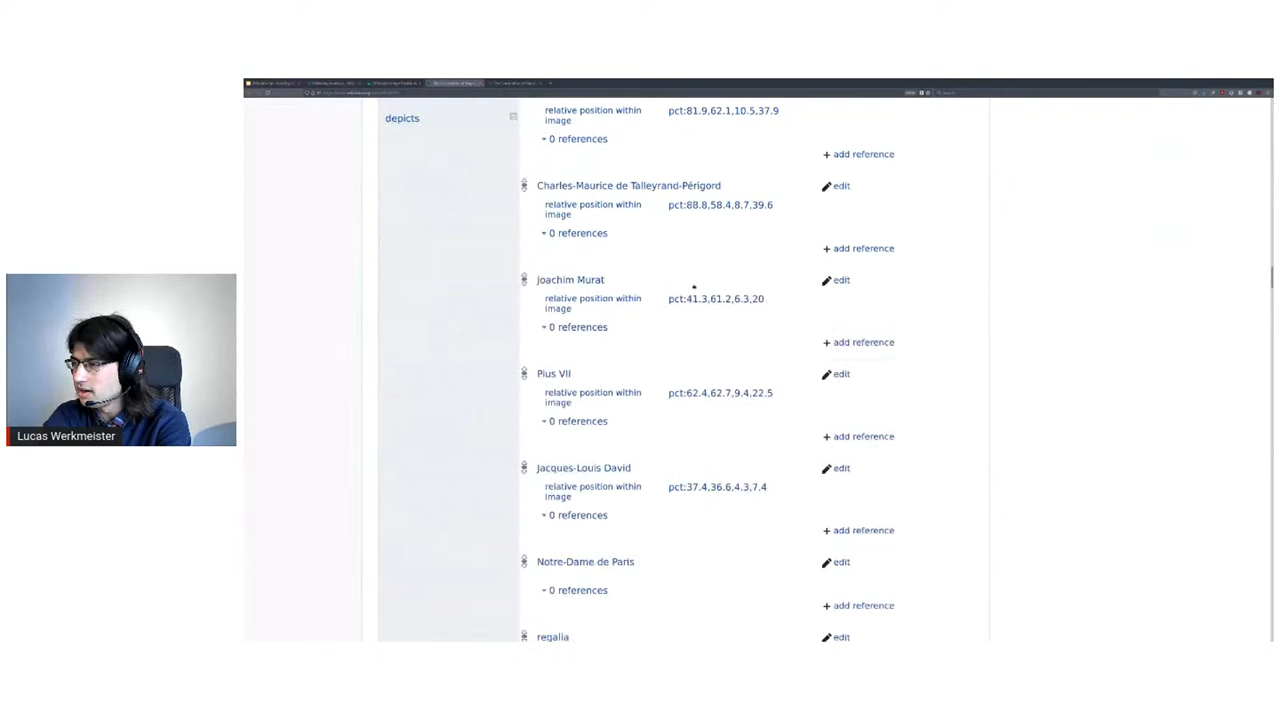 relative position within
image
pct:81.9,62.1,10.5,37.9
depicts
0 references
+ add reference
Charles-Maurice de Talleyrand-Périgord
edit
relative position within
image
pct:88.8,58.4,8.7,39.6
0 references
+ add reference
Joachim Murat
edit
relative position within
image
pct:41.3,61.2,6.3,20
0 references
+ add reference
Pius VII
edit
relative position within
image
pct:62.4,62.7,9.4,22.5
0 references
+ add reference
Lucas Werkmeister
Jacques-Louis David
edit
relative position within
image
pct:37.4,36.6,4.3,7.4
0 references
+ add reference
Notre-Dame de Paris
edit
0 references
+ add reference
regalia
edit